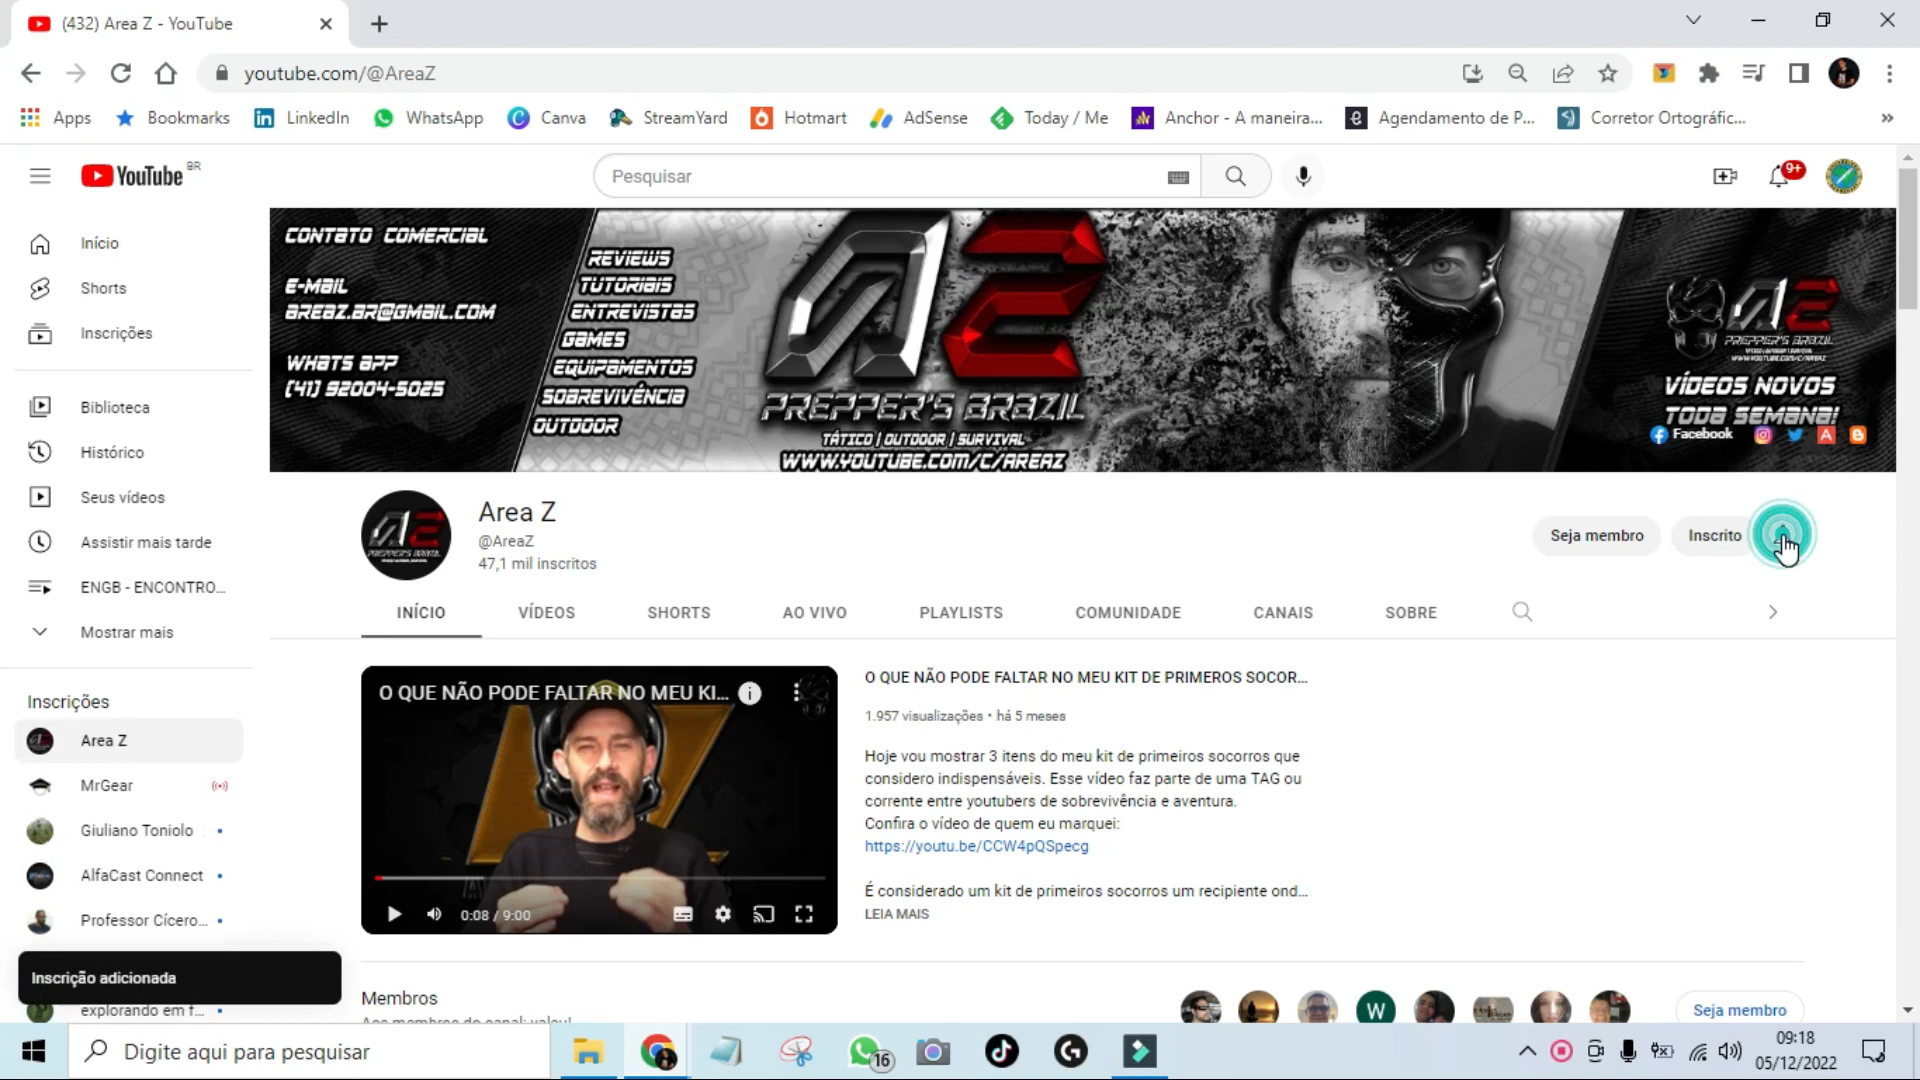 (432) Area Z - YouTube
youtube.com/@AreaZ
Apps
Bookmarks
LinkedIn
WhatsApp
Canva
StreamYard
Hotmart
AdSense
Today / Me
Anchor - A maneira...
Agendamento de P...
Corretor Ortográfic...
YouTube BR
Pesquisar
9+
Início
Shorts
Inscrições
Biblioteca
Histórico
Seus vídeos
Assistir mais tarde
ENGB - ENCONTRO...
Mostrar mais
Inscrições
Area Z
MrGear
Giuliano Toniolo
AlfaCast Connect
Professor Cícero...
explorando em f...
Inscrição adicionada
CONTATO COMERCIAL
E-MAIL
AREAZ.BR@GMAIL.COM
WHATS APP
(41) 92004-5025
REVIEWS
TUTORIAIS
ENTREVISTAS
GAMES
EQUIPAMENTOS
SOBREVIVÊNCIA
OUTDOOR
AZ
PREPPER'S BRAZIL
TÁTICO | OUTDOOR | SURVIVAL
WWW.YOUTUBE.COM/C/AREAZ
AZ
PREPPER'S BRAZIL
VÍDEOS NOVOS
TODA SEMANA!
Facebook
Area Z
@AreaZ
47,1 mil inscritos
Seja membro
Inscrito
INÍCIO
VÍDEOS
SHORTS
AO VIVO
PLAYLISTS
COMUNIDADE
CANAIS
SOBRE
O QUE NÃO PODE FALTAR NO MEU KI...
0:08 / 9:00
O QUE NÃO PODE FALTAR NO MEU KIT DE PRIMEROS SOCOR...
1.957 visualizações • há 5 meses
Hoje vou mostrar 3 itens do meu kit de primeiros socorros que
considero indispensáveis. Esse vídeo faz parte de uma TAG ou
corrente entre youtubers de sobrevivência e aventura.
Confira o vídeo de quem eu marquei:
https://youtu.be/CCW4pQSpecg
É considerado um kit de primeiros socorros um recipiente ond...
LEIA MAIS
Membros
Aos membros do canal: valeu!
W
Seja membro
Digite aqui para pesquisar
16
09:18
05/12/2022